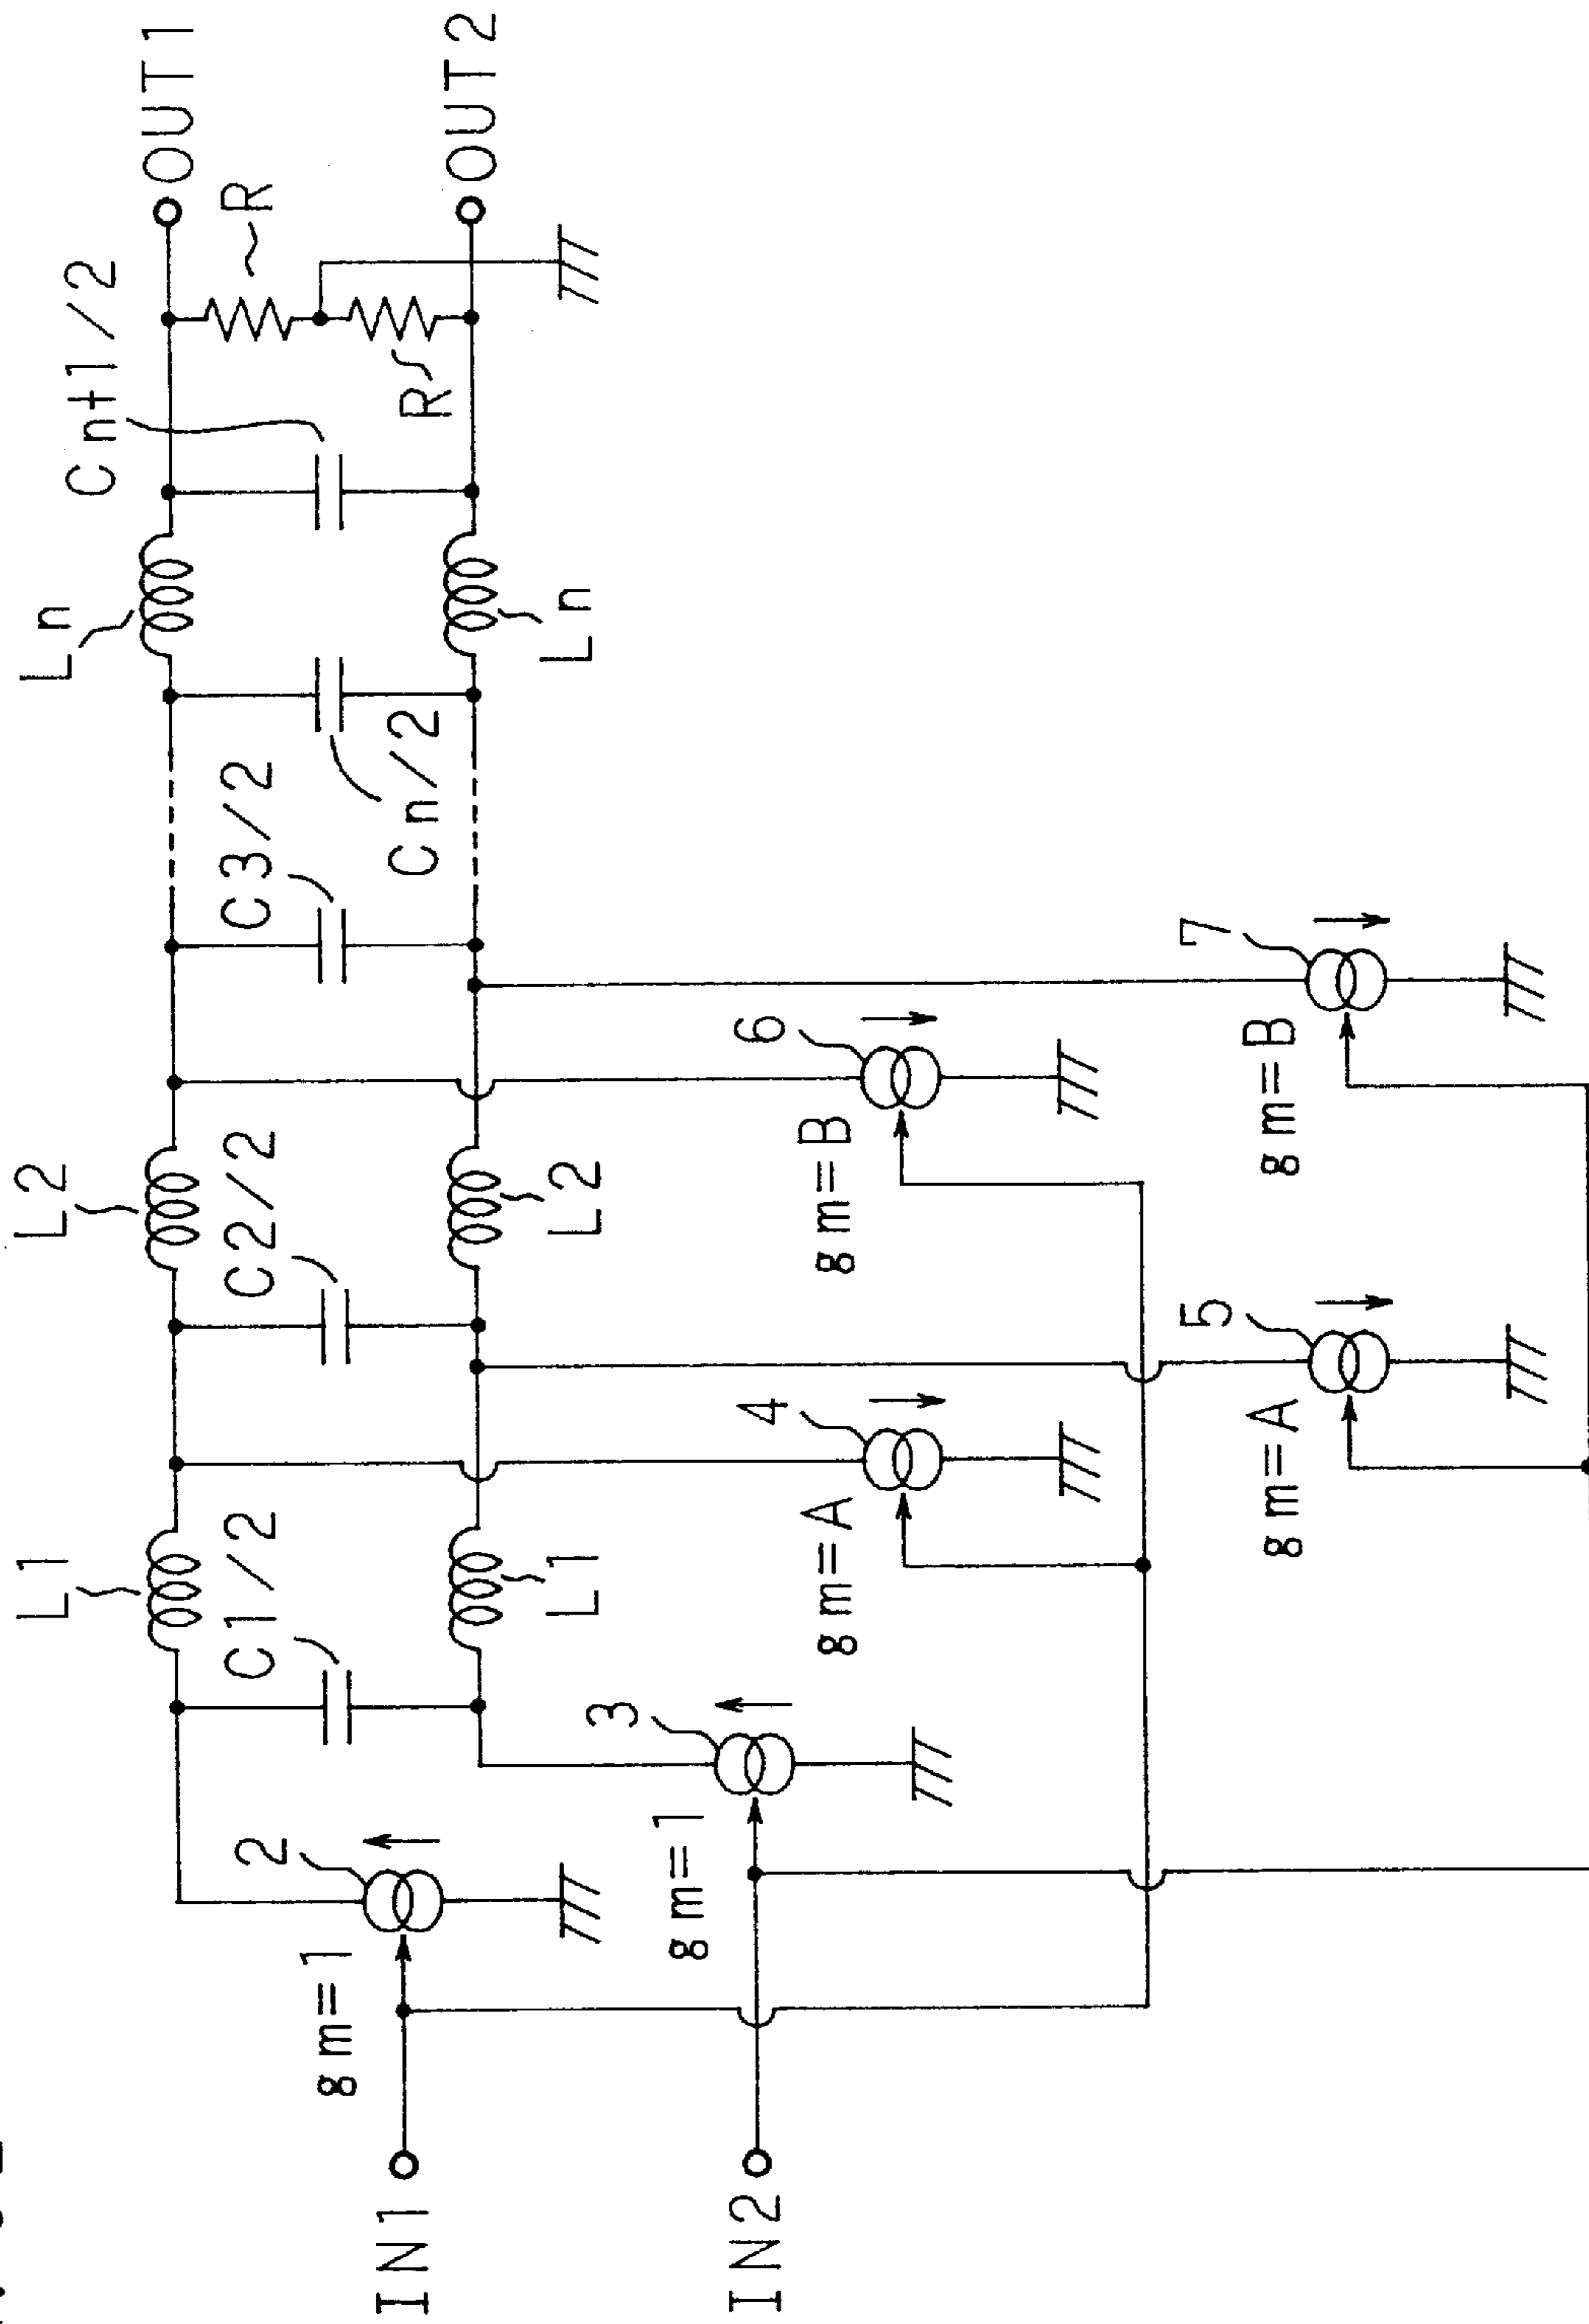 OUT1
OUT2
R
R
Cn+1/2
Ln
Ln
Cn/2
C3/2
L2
C2/2
L2
6
gm=B
7
gm=B
L1
C1/2
L1
4
gm=A
5
gm=A
2
gm=1
3
gm=1
IN1
IN2